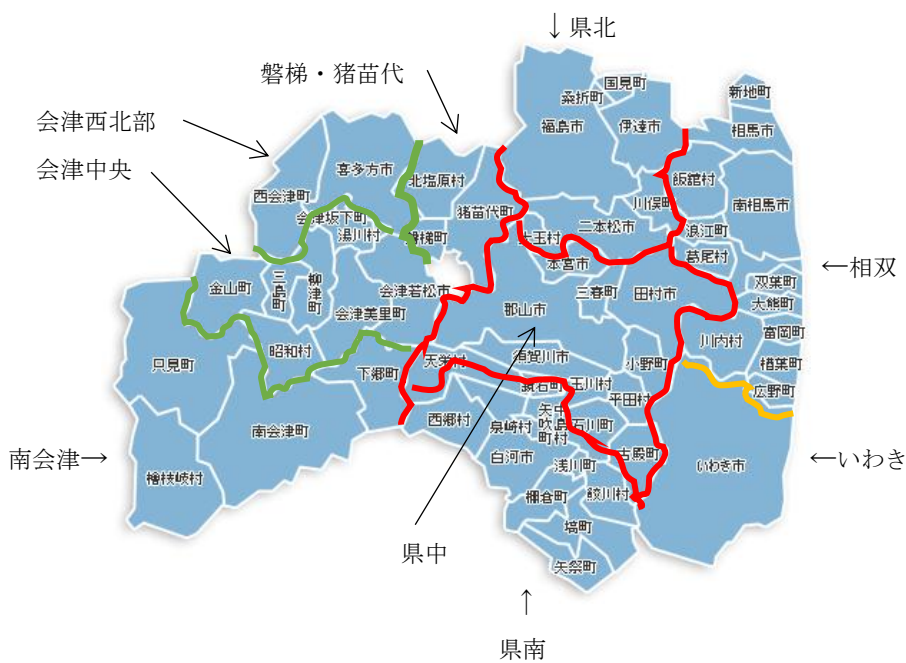 ↓県北
磐梯・猪苗代
会津西北部
会津中央
国見町
桑折町
新地町
福島市
伊達市
相馬市
喜多方市
北塩原村
飯舘村
西会津町
猪苗代町
川俣町
南相馬市
会津坂下町
大玉村
二本松市
浪江町
湯川村
磐梯町
本宮市
葛尾村
←相双
双葉町
金山町
三島町
柳津町
会津若松市
三春町
田村市
大熊町
会津美里町
郡山市
富岡町
川内村
只見町
昭和村
下郷町
天栄村
須賀川市
小野町
楢葉町
鏡石町
玉川村
平田村
広野町
西郷村
泉崎村
矢吹町
中島村
石川町
南会津町
南会津→
白河市
浅川町
古殿町
いわき市
←いわき
檜枝岐村
棚倉町
鮫川村
塙町
県中
矢祭町
↑
県南